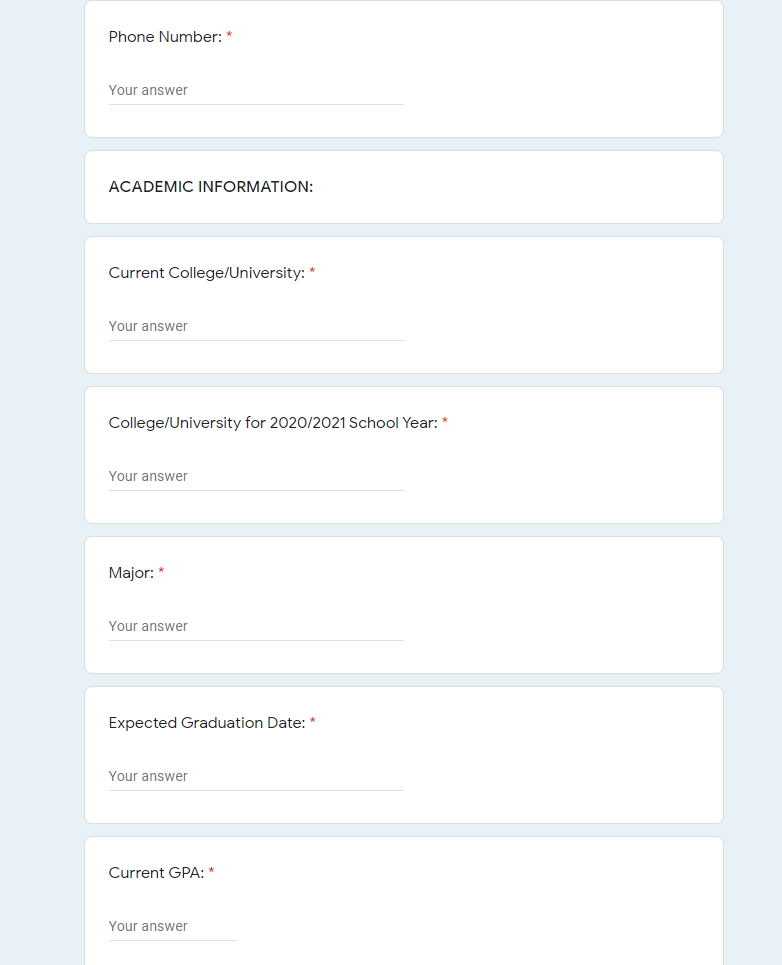 Phone Number: *
Your answer
ACADEMIC INFORMATION:
Current College/University: *
Your answer
College/University for 2020/2021 School Year: *
Your answer
Major: *
Your answer
Expected Graduation Date: *
Your answer
Current GPA: *
Your answer